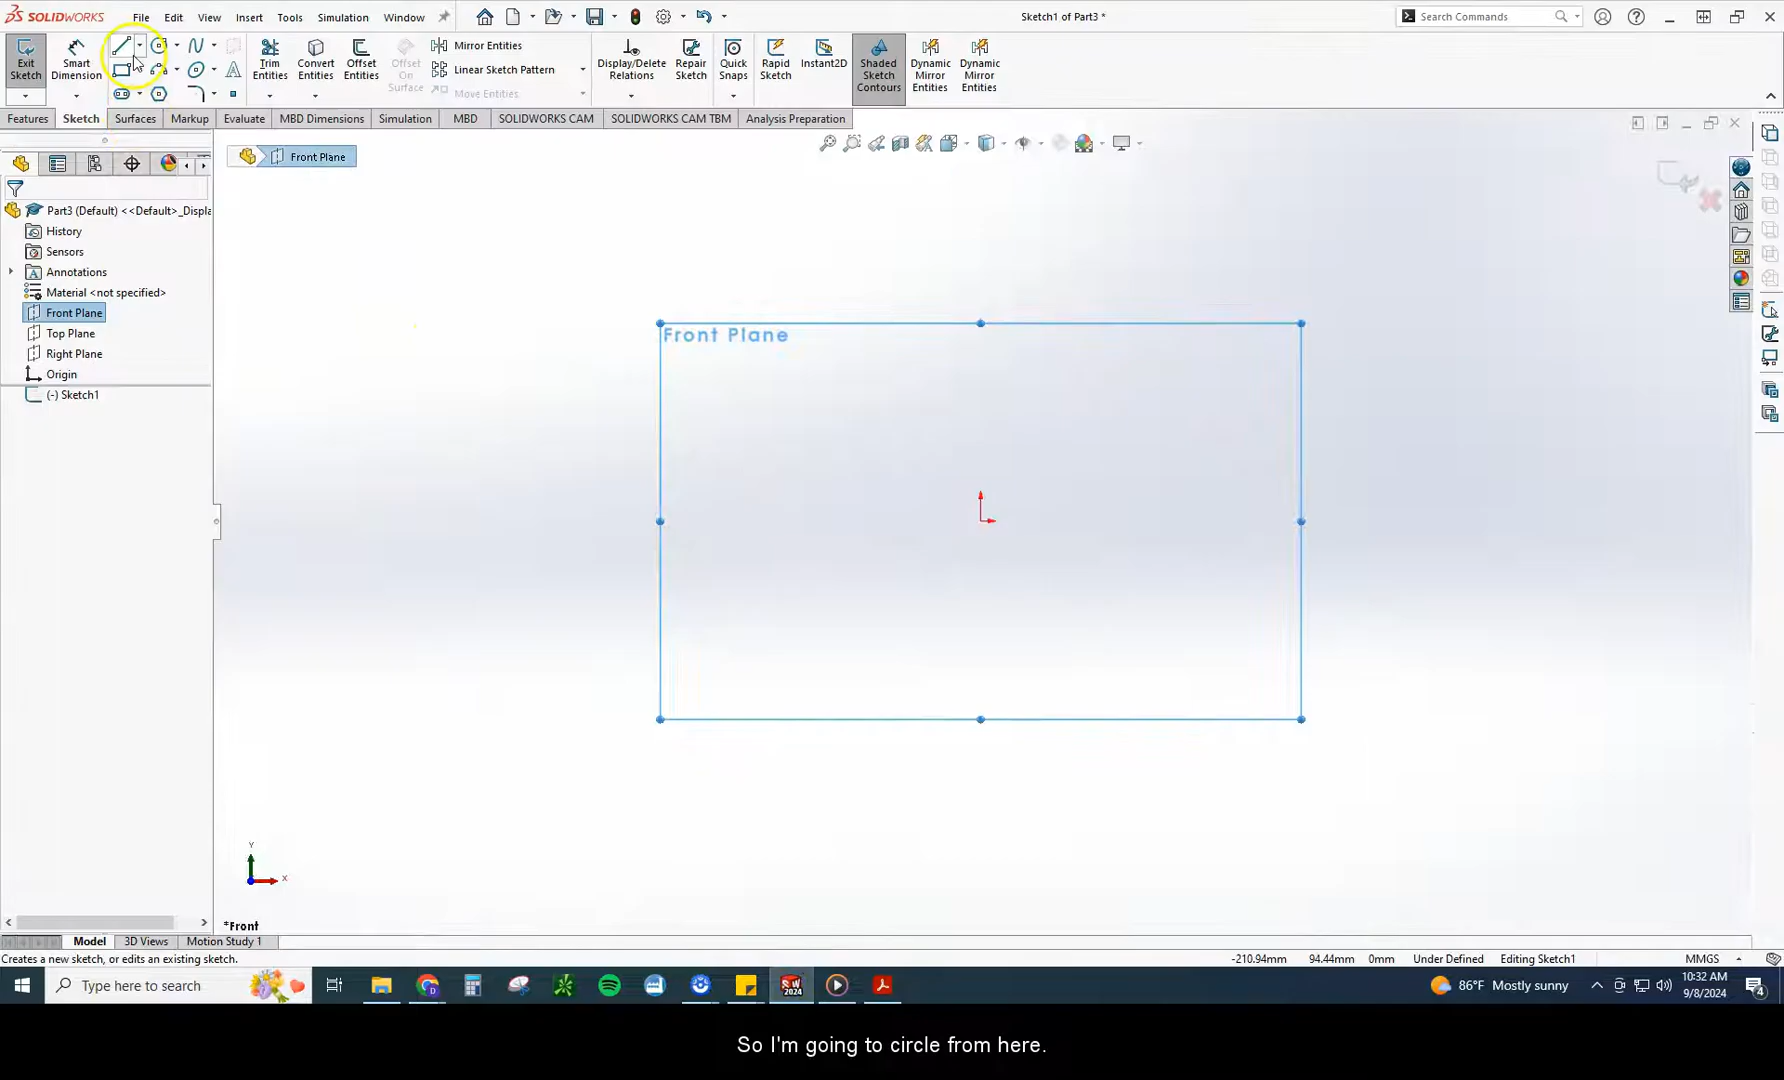 SOLIDWORKS File Edit View Insert Tools Simulation Window Sketch1 of Part3 * Search Commands
Exit Sketch
Smart Dimension
Trim Entities
Convert Entities
Offset Entities
Offset On Surface
Mirror Entities
Linear Sketch Pattern
Move Entities
Display/Delete Relations
Repair Sketch
Quick Snaps
Rapid Sketch
Instant2D
Shaded Sketch Contours
Dynamic Mirror Entities
Dynamic Mirror Entities
Features Sketch Surfaces Markup Evaluate MBD Dimensions Simulation MBD SOLIDWORKS CAM SOLIDWORKS CAM TBM Analysis Preparation
Front Plane
Part3 (Default) <<Default>_Displa
History
Sensors
Annotations
Material <not specified>
Front Plane
Top Plane
Right Plane
Origin
(-) Sketch1
Front Plane
Y
X
*Front
Model 3D Views Motion Study 1
Creates a new sketch, or edits an existing sketch. -210.94mm 94.44mm 0mm Under Defined Editing Sketch1 MMGS
Type here to search
SW 2024
86°F Mostly sunny
10:32 AM
9/8/2024
4
So I'm going to circle from here.